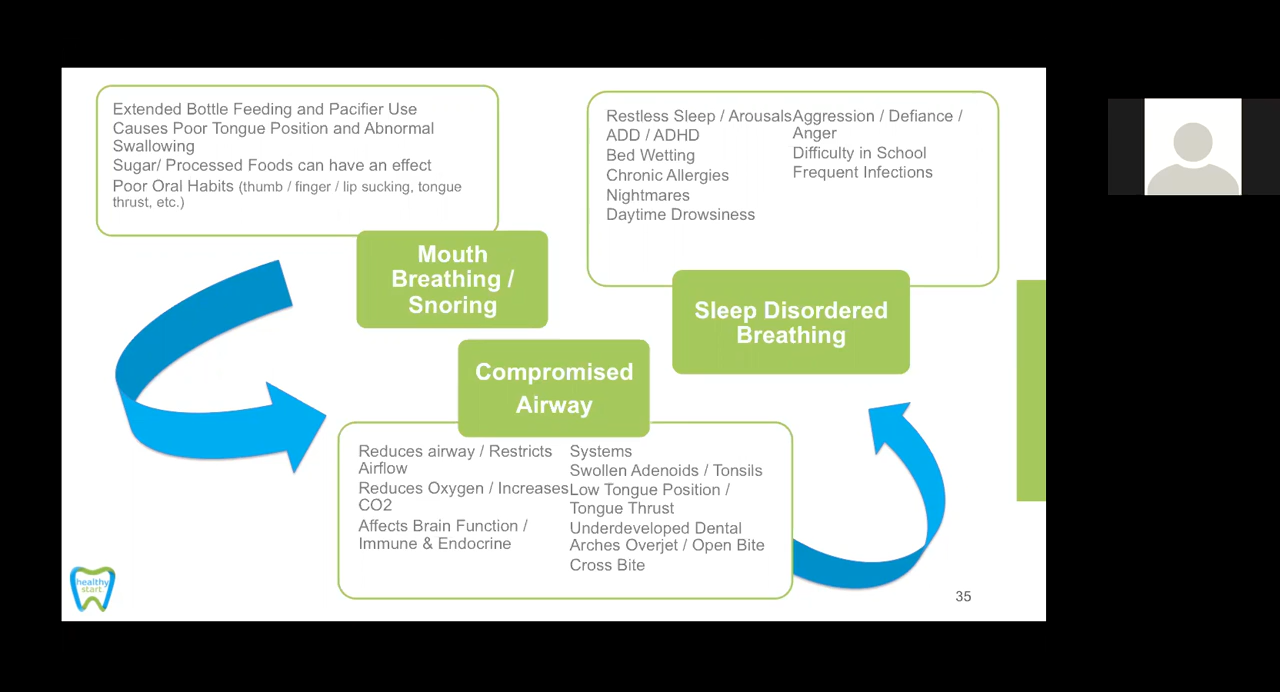 Extended Bottle Feeding and Pacifier Use
Causes Poor Tongue Position and Abnormal
Swallowing
Sugar/ Processed Foods can have an effect
Poor Oral Habits (thumb / finger / lip sucking, tongue
thrust, etc.)
Mouth
Breathing /
Snoring
Restless Sleep / Arousals
ADD / ADHD
Bed Wetting
Chronic Allergies
Nightmares
Daytime Drowsiness
Aggression / Defiance /
Anger
Difficulty in School
Frequent Infections
Sleep Disordered
Breathing
Compromised
Airway
Reduces airway / Restricts
Airflow
Reduces Oxygen / Increases
CO2
Affects Brain Function /
Immune & Endocrine
Systems
Swollen Adenoids / Tonsils
Low Tongue Position /
Tongue Thrust
Underdeveloped Dental
Arches Overjet / Open Bite
Cross Bite
healthy
start
35